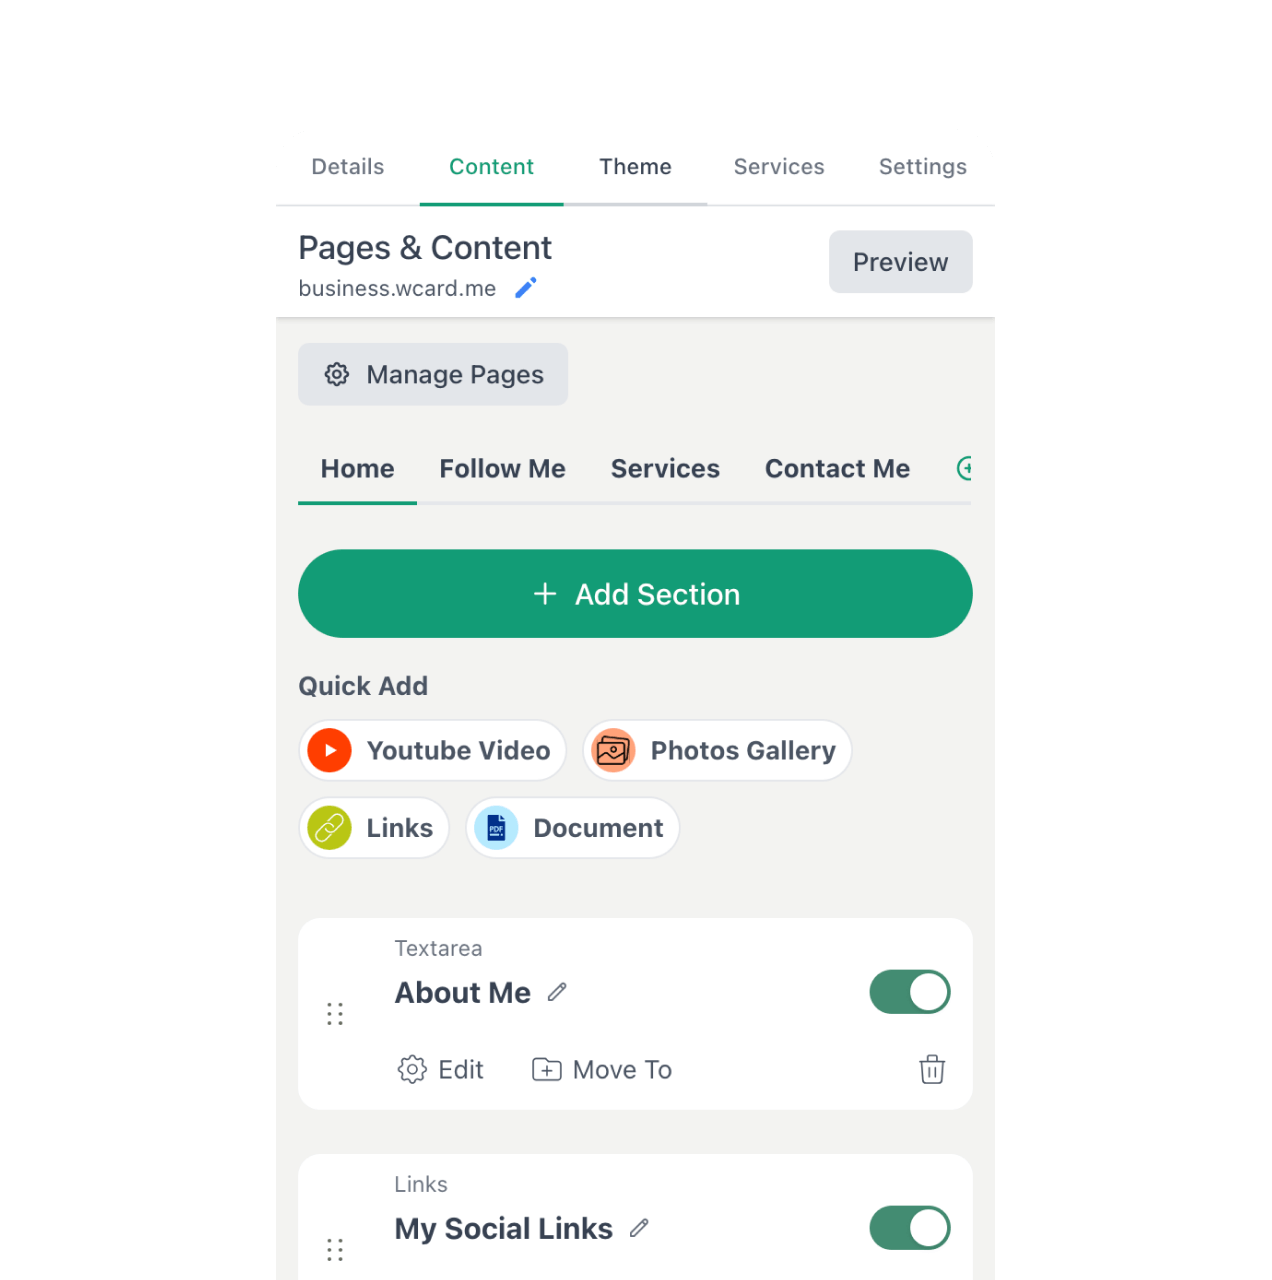 Details Content Theme Services Settings
Pages & Content
Preview
business.wcard.me
Manage Pages
Home Follow Me Services Contact Me
Add Section
Quick Add
Youtube Video Photos Gallery
Links PDF Document
Textarea
About Me
Edit Move To
Links
My Social Links